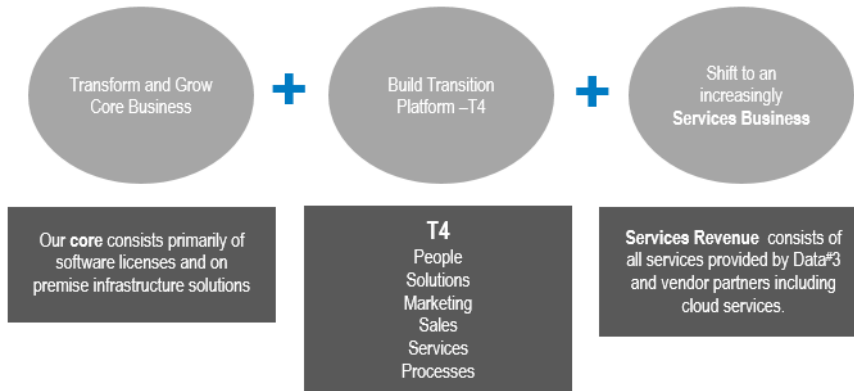 Transform and Grow
Core Business
+
Build Transition
Platform –T4
+
Shift to an
increasingly
Services Business
Our core consists primarily of
software licenses and on
premise infrastructure solutions
T4
People
Solutions
Marketing
Sales
Services
Processes
Services Revenue consists of
all services provided by Data#3
and vendor partners including
cloud services.